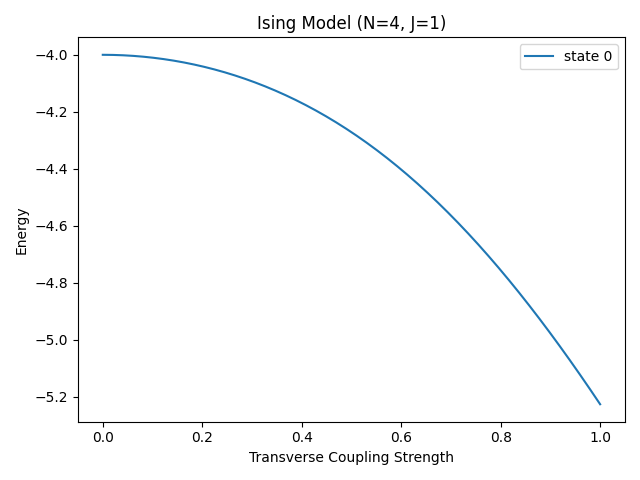 Ising Model (N=4, J=1)
state 0
−4.0
−4.2
−4.4
−4.6
−4.8
−5.0
−5.2
Energy
0.0 0.2 0.4 0.6 0.8 1.0
Transverse Coupling Strength